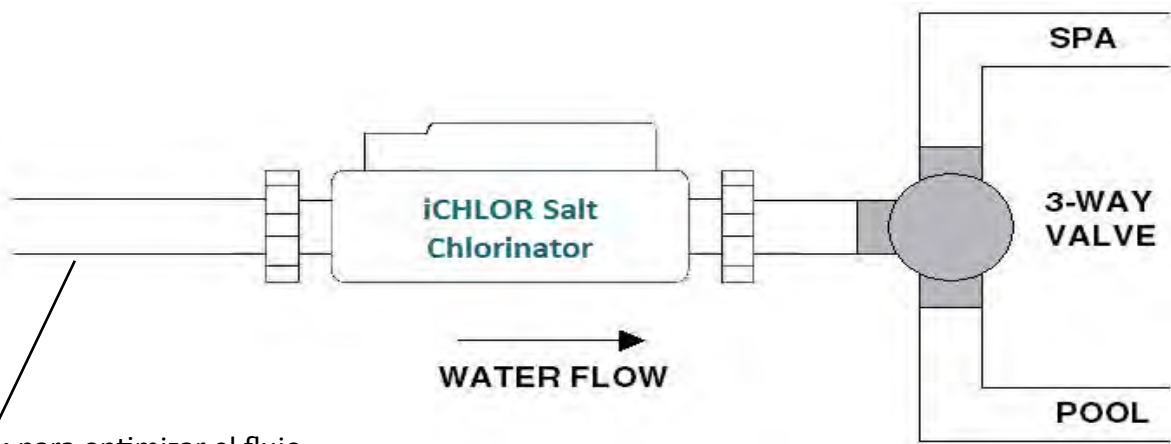 SPA
iCHLOR Salt
Chlorinator
3-WAY
VALVE
WATER FLOW
POOL
para optimizar el flujo